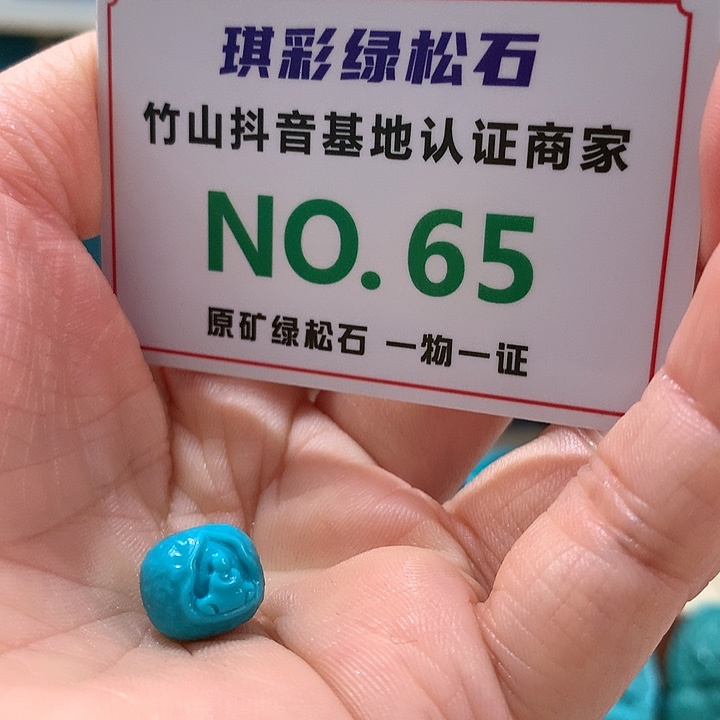 琪彩绿松石
竹山抖音基地认证商家
NO.65
原矿绿松石 一物一证